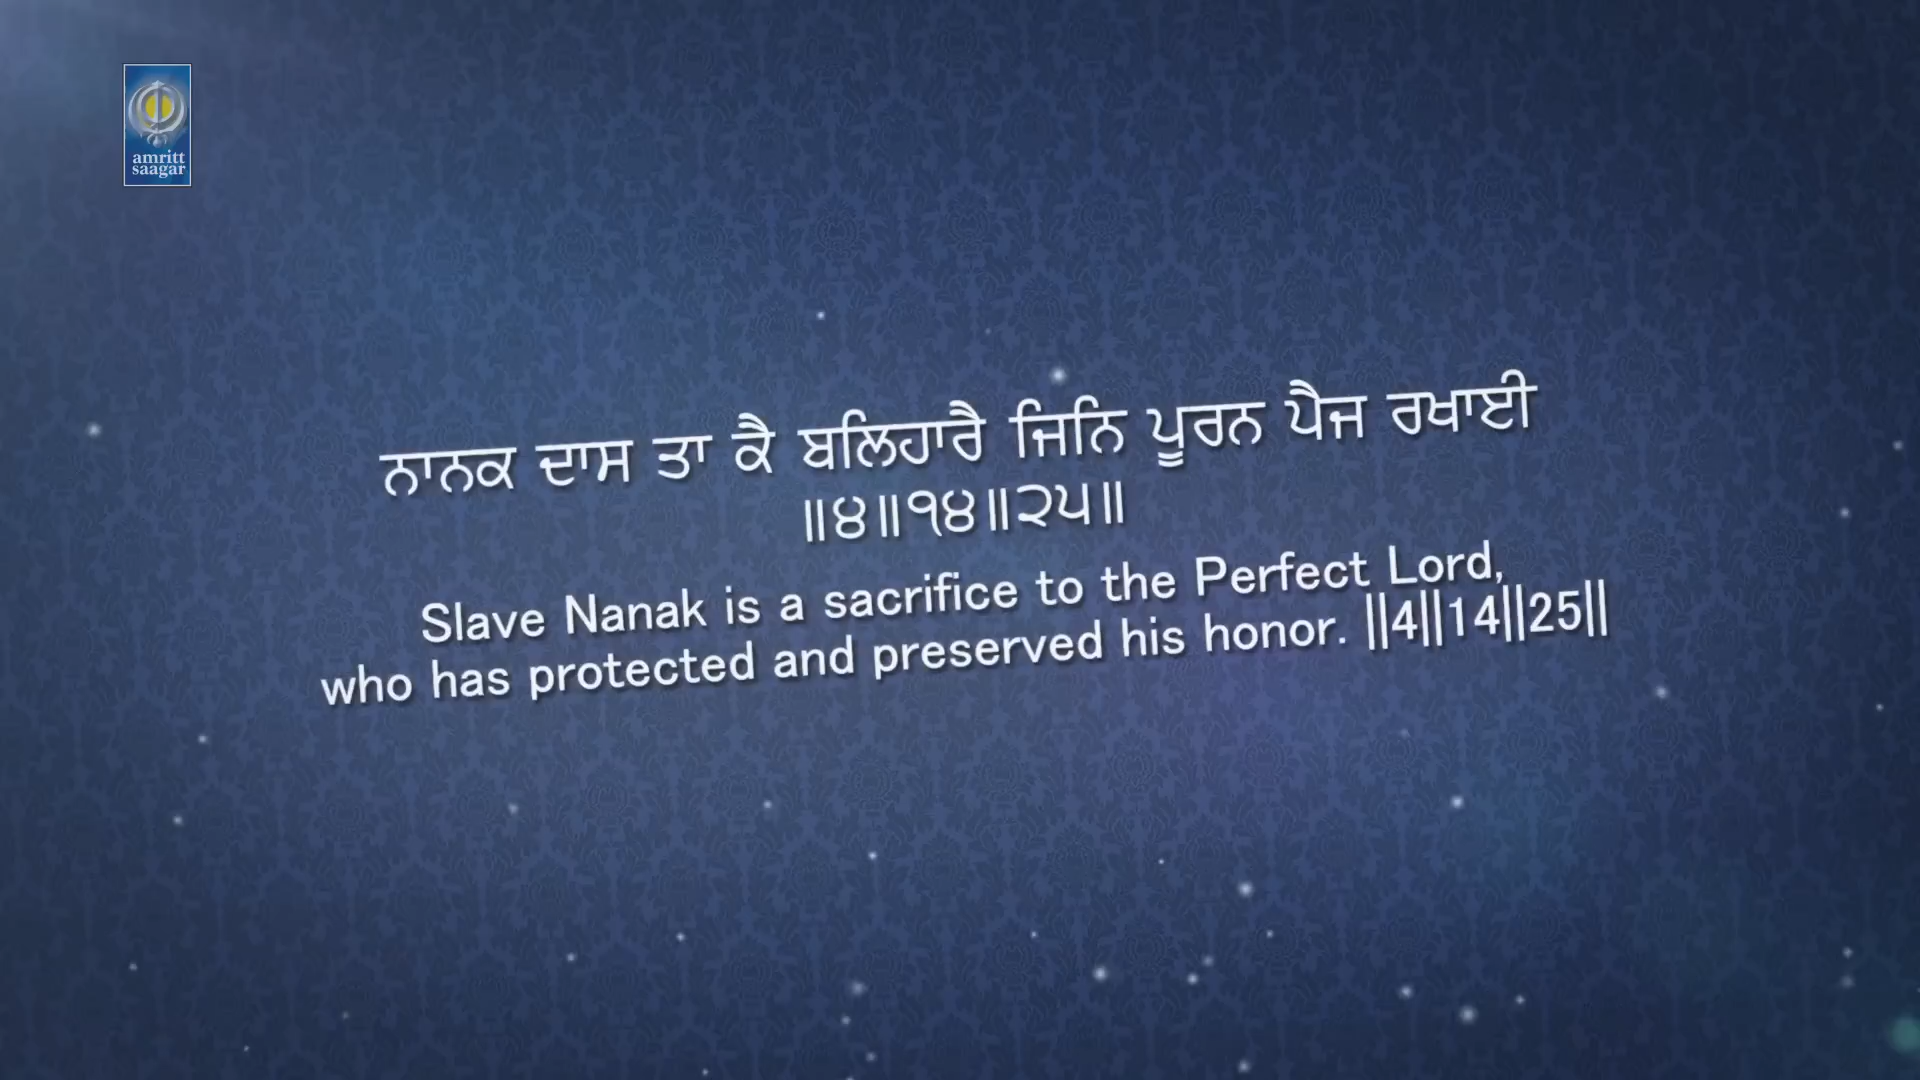 amritt
saagar
ਨਾਨਕ ਦਾਸ ਤਾ ਕੈ ਬਲਿਹਾਰੈ ਜਿਨਿ ਪੂਰਨ ਪੈਜ ਰਖਾਈ
॥੪॥੧੪॥੨੫॥
Slave Nanak is a sacrifice to the Perfect Lord,
who has protected and preserved his honor. ||4||14||25||